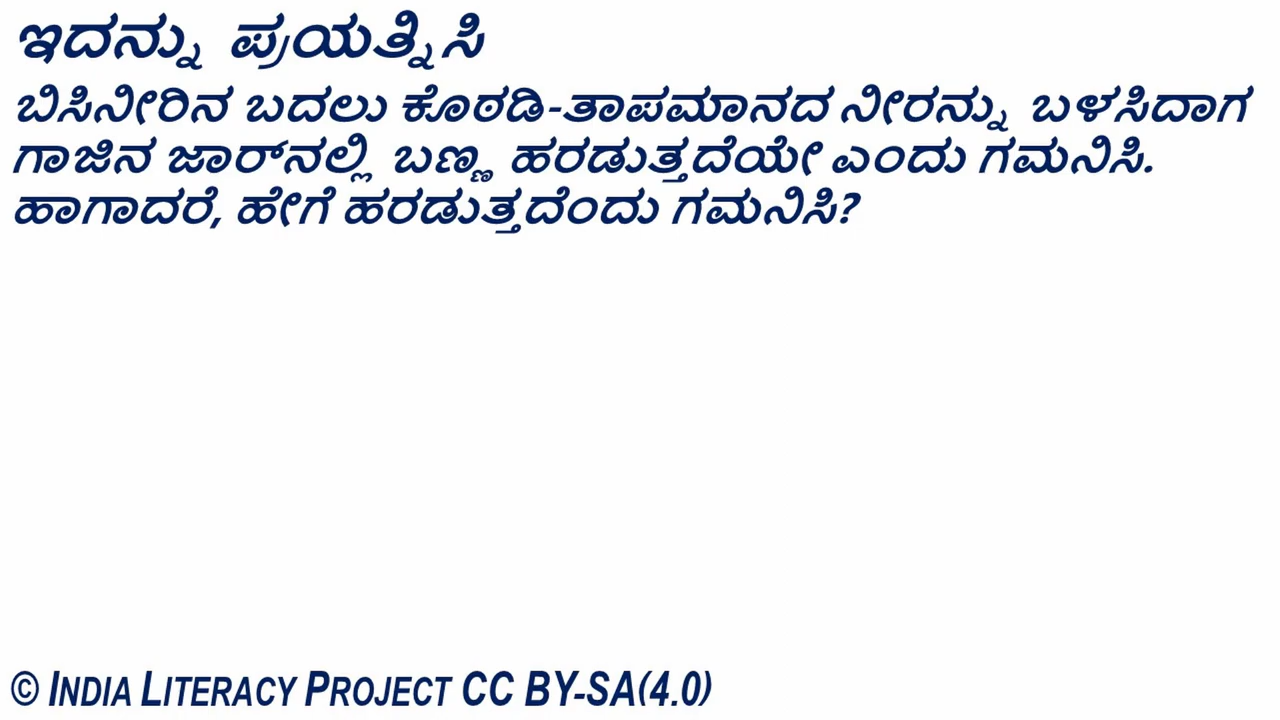 ಇದನ್ನು ಪ್ರಯತ್ನಿಸಿ
ಬಿಸಿನೀರಿನ ಬದಲು ಕೊಠಡಿ-ತಾಪಮಾನದ ನೀರನ್ನು ಬಳಸಿದಾಗ
ಗಾಜಿನ ಜಾರ್‌ನಲ್ಲಿ ಬಣ್ಣ ಹರಡುತ್ತದೆಯೇ ಎಂದು ಗಮನಿಸಿ.
ಹಾಗಾದರೆ, ಹೇಗೆ ಹರಡುತ್ತದೆಂದು ಗಮನಿಸಿ?
© INDIA LITERACY PROJECT CC BY-SA(4.0)